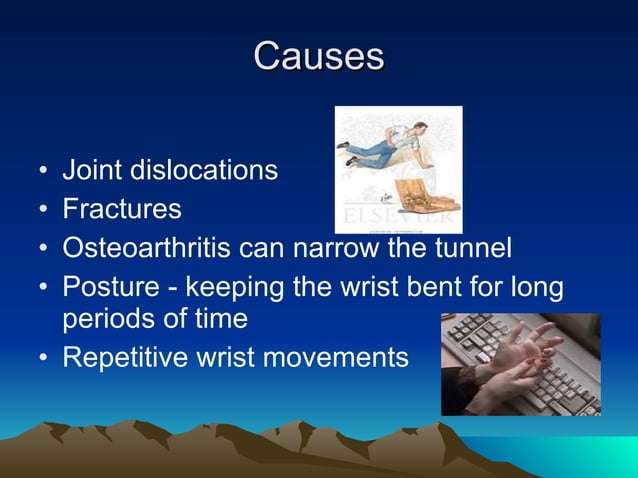 Causes
• Joint dislocations
• Fractures
ELSEVIER
• Osteoarthritis can narrow the tunnel
• Posture - keeping the wrist bent for long
periods of time
• Repetitive wrist movements